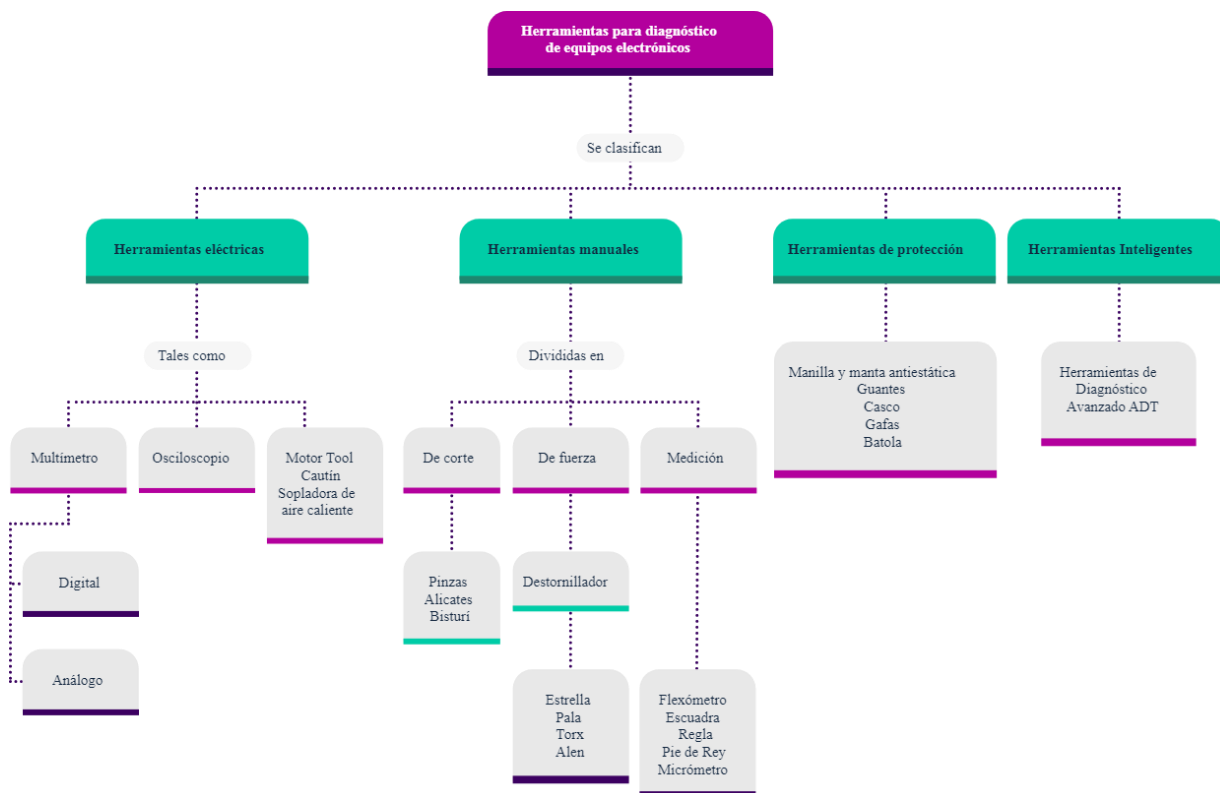 Herramientas para diagnóstico
de equipos electrónicos
Se clasifican
Herramientas eléctricas
Herramientas manuales
Herramientas de protección
Herramientas Inteligentes
Tales como
Divididas en
Manilla y manta antiestática
Guantes
Casco
Gafas
Batola
Herramientas de
Diagnóstico
Avanzado ADT
Multímetro
Osciloscopio
Motor Tool
Cautín
Sopladora de
aire caliente
De corte
De fuerza
Medición
Digital
Análogo
Pinzas
Alicates
Bisturí
Destornillador
Estrella
Pala
Torx
Alen
Flexómetro
Escuadra
Regla
Pie de Rey
Micrómetro